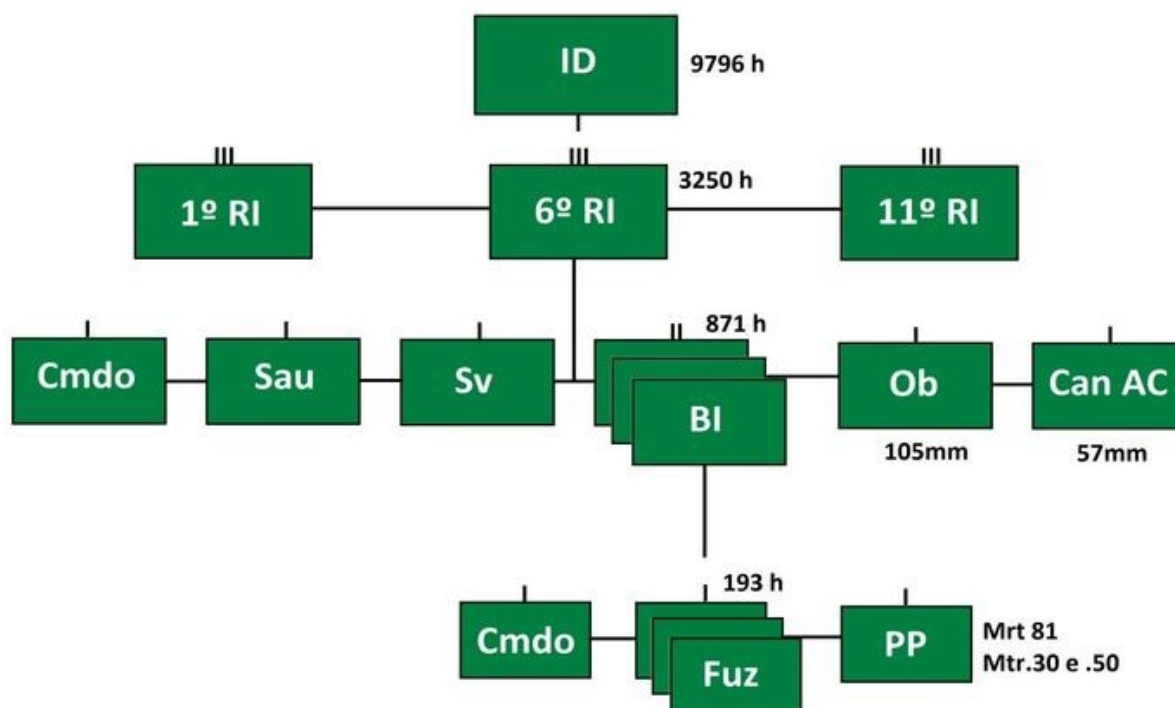 ID
9796 h
III
III
III
1º RI
6º RI
3250 h
11º RI
I
I
I
II
871 h
I
I
Cmdo
Sau
Sv
BI
Ob
Can AC
105mm
57mm
I
I
193 h
I
Cmdo
Fuz
PP
Mrt 81
Mtr.30 e .50